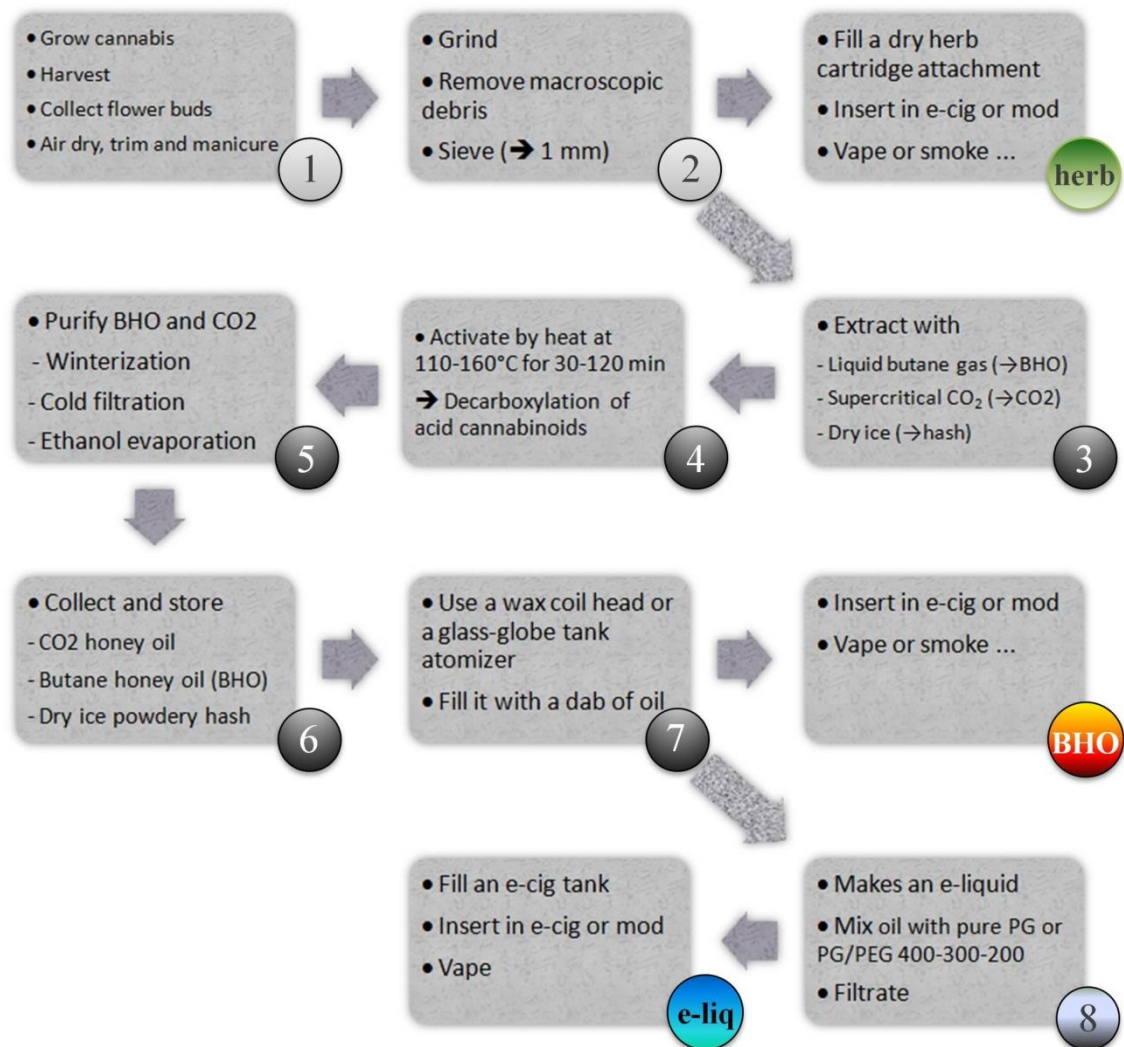 • Grow cannabis
• Harvest
• Collect flower buds
• Air dry, trim and manicure
1
• Grind
• Remove macroscopic
debris
• Sieve (➔ 1 mm)
2
• Fill a dry herb
cartridge attachment
• Insert in e-cig or mod
• Vape or smoke ...
herb
• Purify BHO and CO2
- Winterization
- Cold filtration
- Ethanol evaporation
5
• Activate by heat at
110-160°C for 30-120 min
➔ Decarboxylation of
acid cannabinoids
4
• Extract with
- Liquid butane gas (→BHO)
- Supercritical CO₂ (→CO2)
- Dry ice (→hash)
3
• Collect and store
- CO2 honey oil
- Butane honey oil (BHO)
- Dry ice powdery hash
6
• Use a wax coil head or
a glass-globe tank
atomizer
• Fill it with a dab of oil
7
• Insert in e-cig or mod
• Vape or smoke ...
BHO
• Fill an e-cig tank
• Insert in e-cig or mod
• Vape
e-liq
• Makes an e-liquid
• Mix oil with pure PG or
PG/PEG 400-300-200
• Filtrate
8